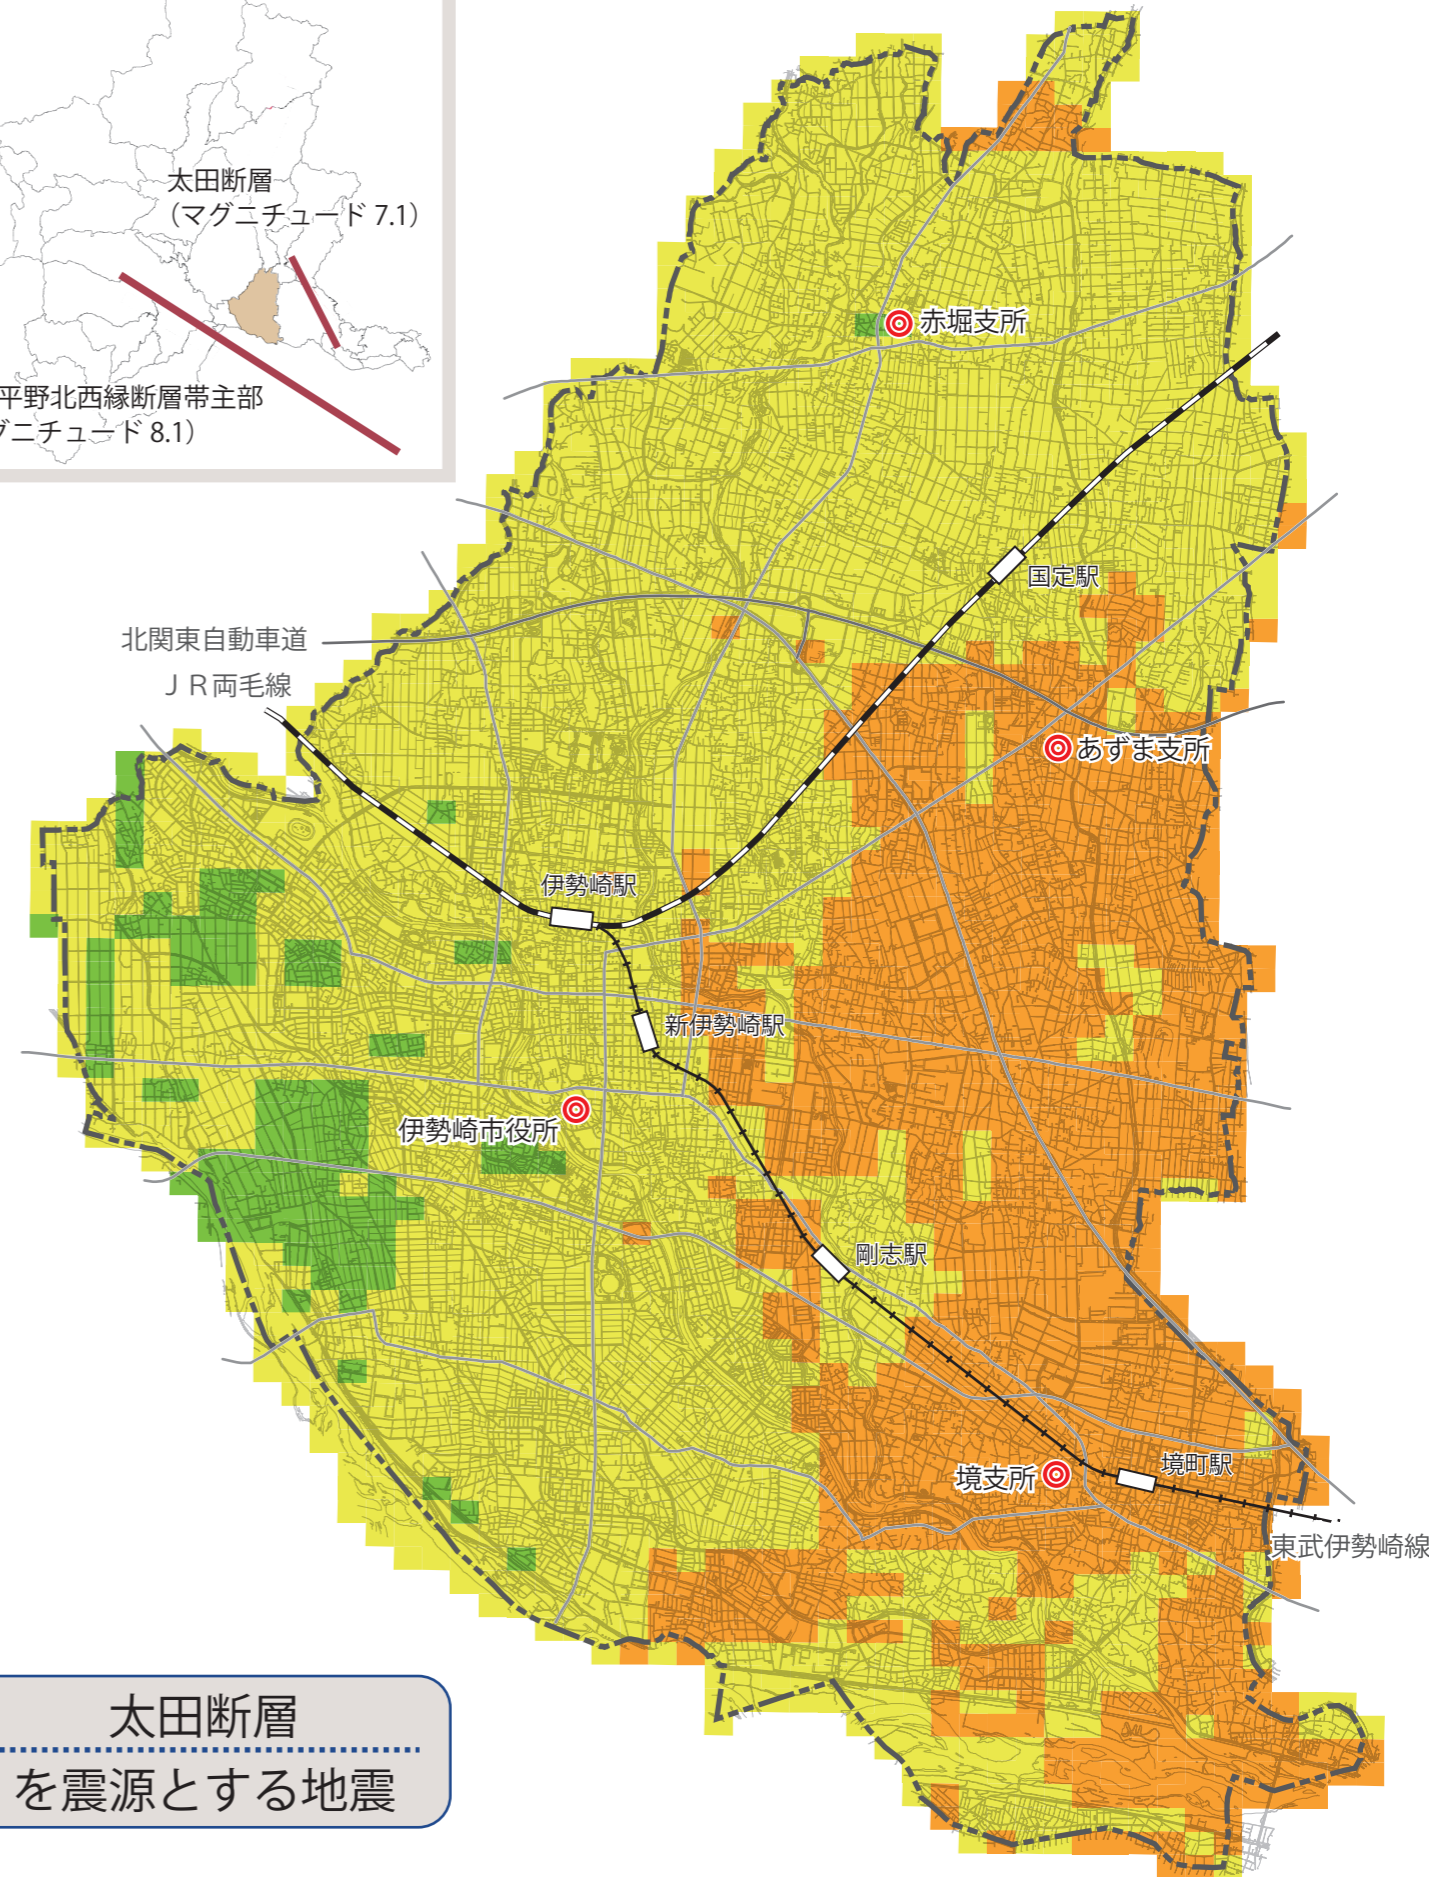 太田断層
（マグニチュード 7.1）
平野北西縁断層帯主部
グニチュード 8.1）
赤堀支所
国定駅
北関東自動車道
ＪＲ両毛線
あずま支所
伊勢崎駅
新伊勢崎駅
伊勢崎市役所
剛志駅
境支所
境町駅
東武伊勢崎線
太田断層
を震源とする地震